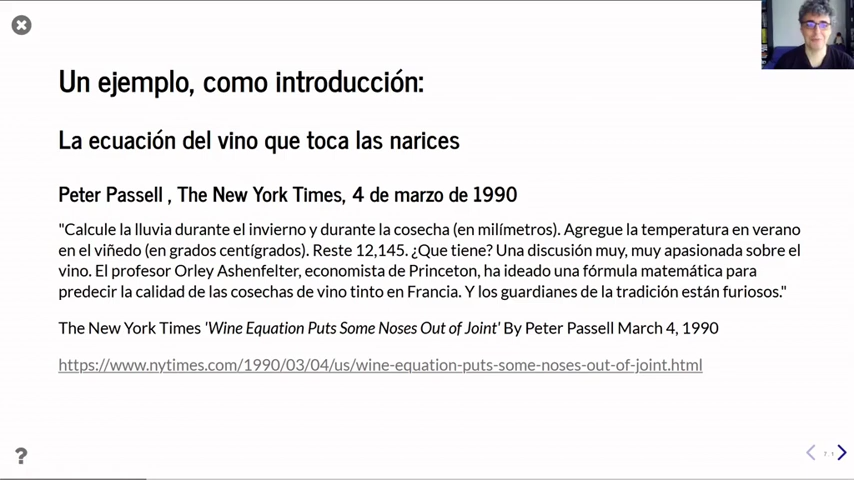 Un ejemplo, como introducción:
La ecuación del vino que toca las narices
Peter Passell , The New York Times, 4 de marzo de 1990
"Calcule la lluvia durante el invierno y durante la cosecha (en milímetros). Agregue la temperatura en verano
en el viñedo (en grados centígrados). Reste 12,145. ¿Que tiene? Una discusión muy, muy apasionada sobre el
vino. El profesor Orley Ashenfelter, economista de Princeton, ha ideado una fórmula matemática para
predecir la calidad de las cosechas de vino tinto en Francia. Y los guardianes de la tradición están furiosos."
The New York Times 'Wine Equation Puts Some Noses Out of Joint' By Peter Passell March 4, 1990
https://www.nytimes.com/1990/03/04/us/wine-equation-puts-some-noses-out-of-joint.html
?
7.1